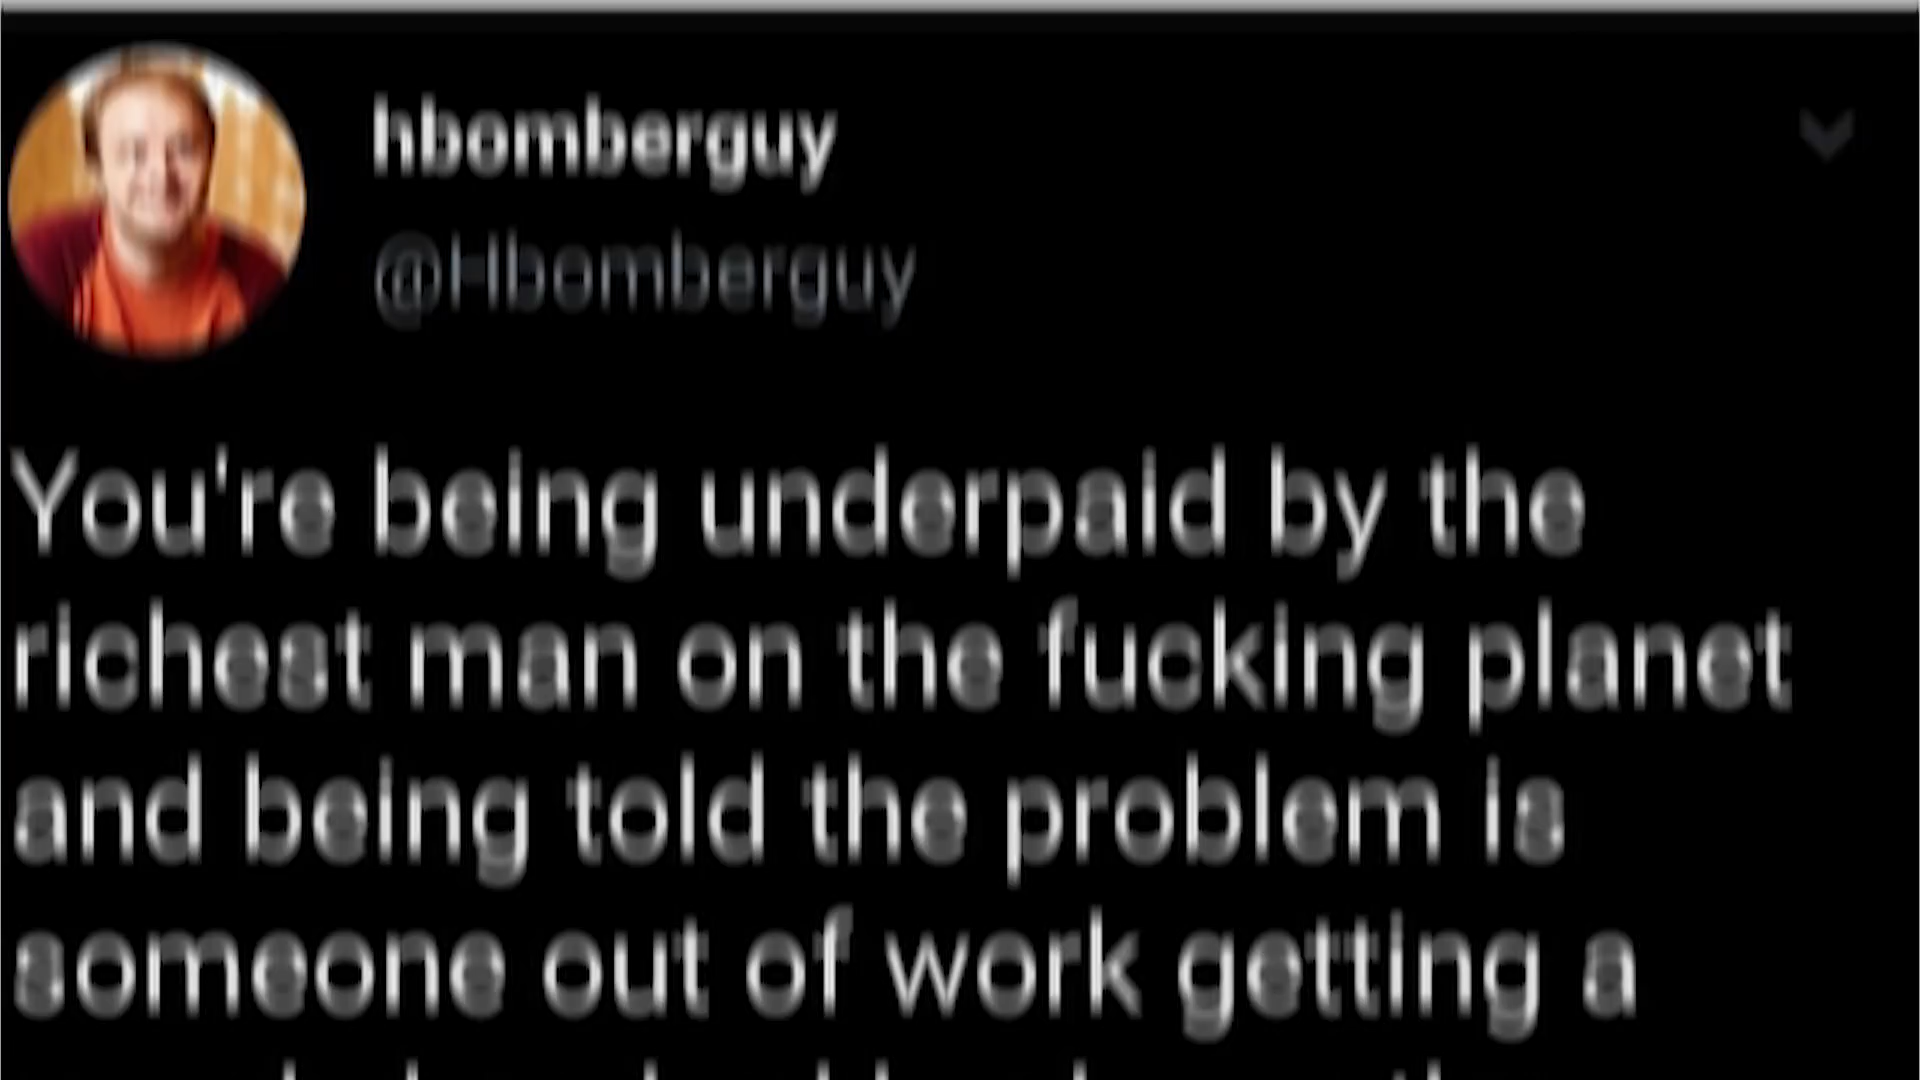 hbomberguy
@Hbomberguy
You're being underpaid by the
richest man on the fucking planet
and being told the problem is
someone out of work getting a